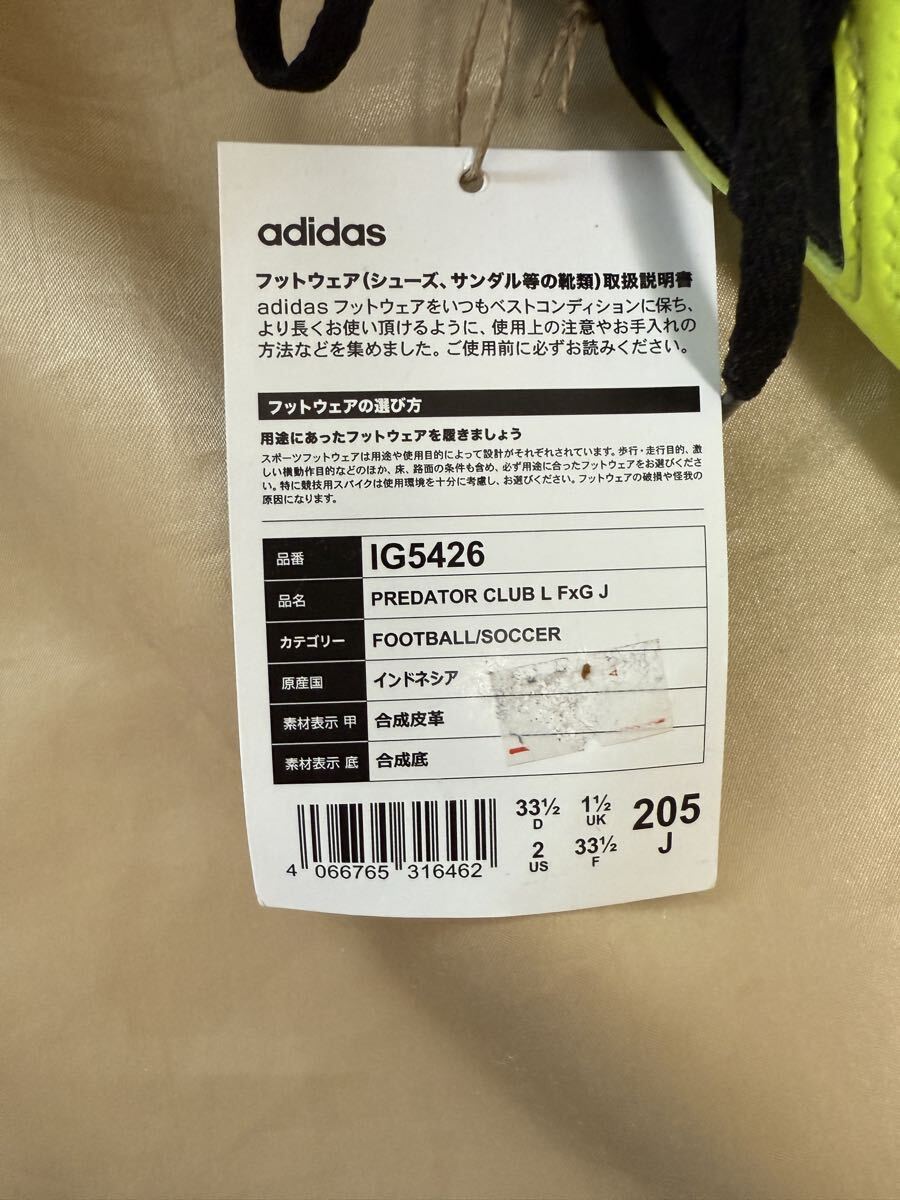 adidas
フットウェア(シューズ、サンダル等の靴類)取扱説明書
adidas フットウェアをいつもベストコンディションに保ち、
より長くお使い頂けるように、使用上の注意やお手入れの
方法などを集めました。ご使用前に必ずお読みください。
フットウェアの選び方
用途にあったフットウェアを履きましょう
スポーツフットウェアは用途や使用目的によって設計がそれぞれされています。歩行・走行目的、激
しい横動作目的などのほか、床、路面の条件も含め、必ず用途に合ったフットウェアをお選びくださ
い。特に競技用スパイクは使用環境を十分に考慮し、お選びください。フットウェアの破損や怪我の
原因になります。
品番 IG5426
品名 PREDATOR CLUB L FxG J
カテゴリー FOOTBALL/SOCCER
原産国 インドネシア
素材表示 甲 合成皮革
素材表示 底 合成底
33½ 1½ 205
D UK J
2 33½
US F
4 066765 316462